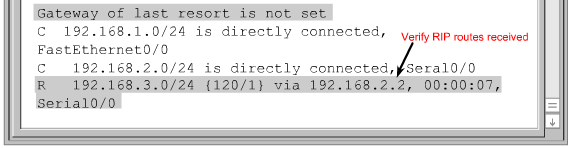 Gateway of last resort is not set
C 192.168.1.0/24 is directly connected,
FastEthernet0/0
Verify RIP routes received
C 192.168.2.0/24 is directly connected, Seral0/0
R 192.168.3.0/24 {120/1} via 192.168.2.2, 00:00:07,
Serial0/0